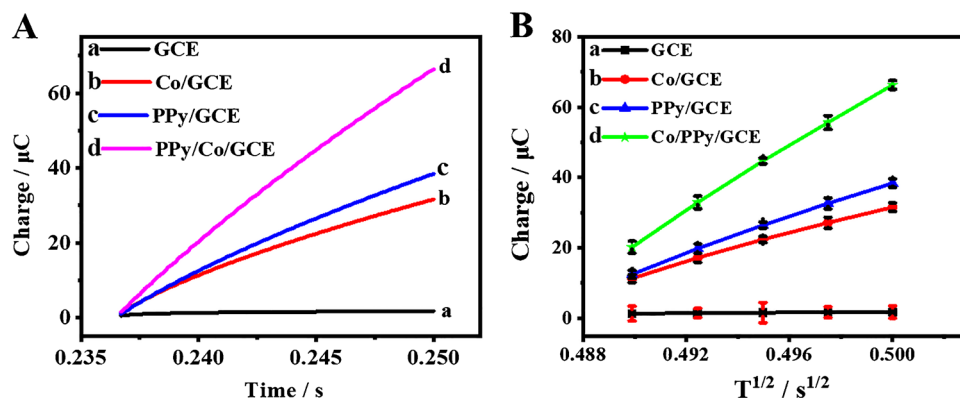 A
a GCE
b Co/GCE
c PPy/GCE
d PPy/Co/GCE
d
c
b
a
Charge / µC
60
40
20
0
0.235
0.240
0.245
0.250
Time / s
B
a GCE
b Co/GCE
c PPy/GCE
d Co/PPy/GCE
Charge / µC
80
60
40
20
0
0.488
0.492
0.496
0.500
T1/2 / s1/2